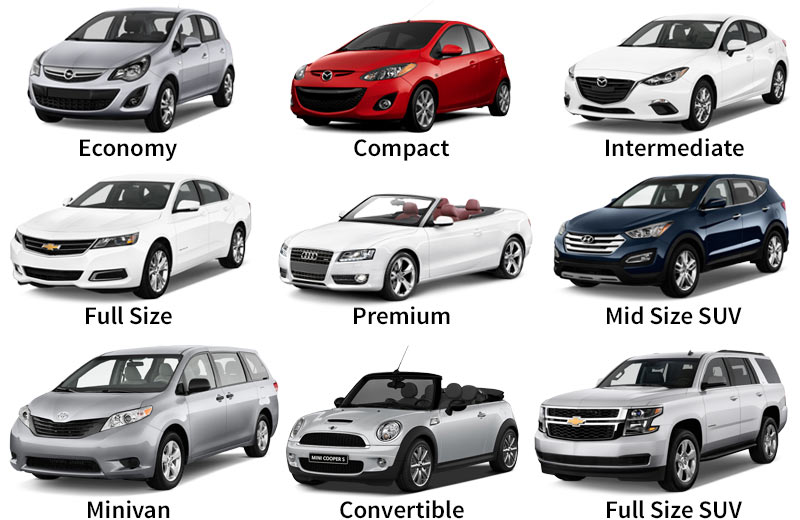 Economy
Compact
Intermediate
Full Size
Premium
Mid Size SUV
MINI COOPER S
Minivan
Convertible
Full Size SUV